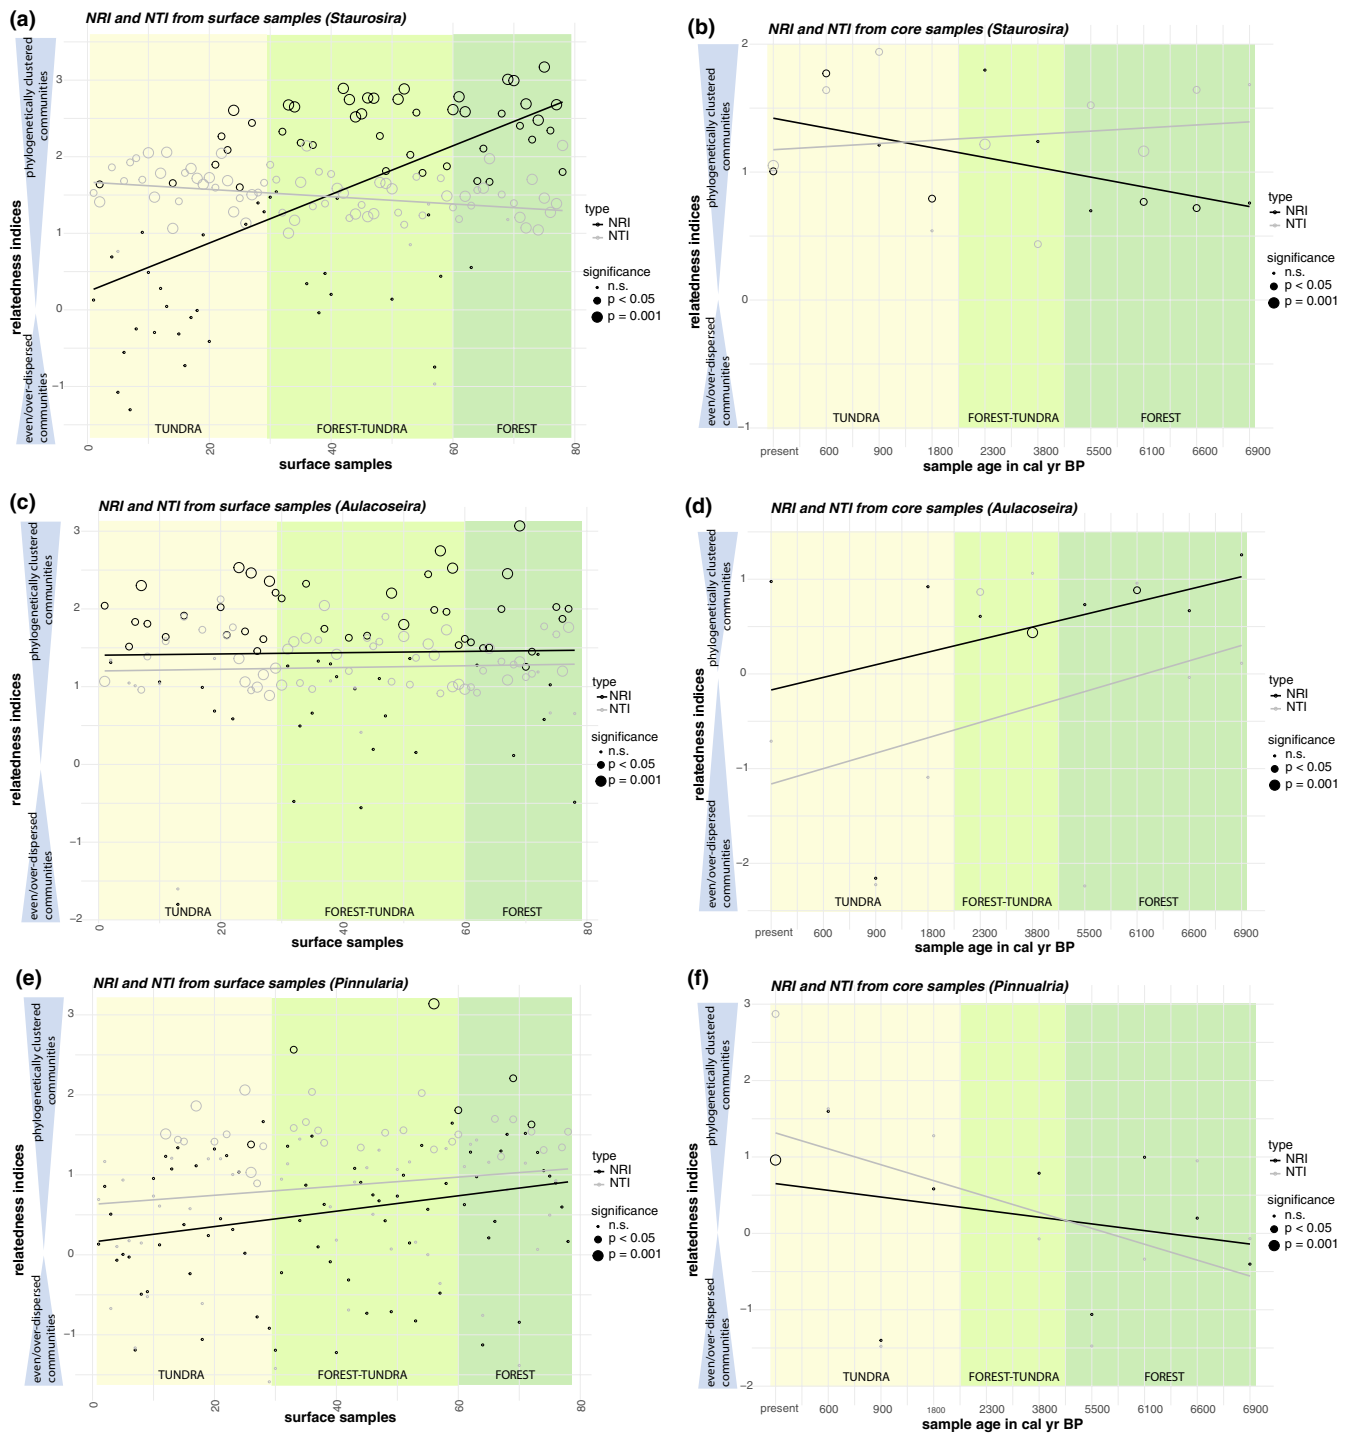 (a)
NRI and NTI from surface samples (Staurosira)
phylogenetically clustered
communities
relatedness indices
even/over-dispersed
communities
3
2
1
0
−1
TUNDRA
FOREST-TUNDRA
FOREST
0
20
40
60
80
surface samples
type
NRI
NTI
significance
n.s.
p < 0.05
p = 0.001
(b)
NRI and NTI from core samples (Staurosira)
phylogenetically clustered
communities
relatedness indices
even/over-dispersed
communities
2
1
0
−1
TUNDRA
FOREST-TUNDRA
FOREST
present
600
900
1800
2300
3800
5500
6100
6600
6900
sample age in cal yr BP
type
NRI
NTI
significance
n.s.
p < 0.05
p = 0.001
(c)
NRI and NTI from surface samples (Aulacoseira)
phylogenetically clustered
communities
relatedness indices
even/over-dispersed
communities
3
2
1
0
−1
−2
TUNDRA
FOREST-TUNDRA
FOREST
0
20
40
60
80
surface samples
type
NRI
NTI
significance
n.s.
p < 0.05
p = 0.001
(d)
NRI and NTI from core samples (Aulacoseira)
phylogenetically clustered
communities
relatedness indices
even/over-dispersed
communities
1
0
−1
−2
TUNDRA
FOREST-TUNDRA
FOREST
present
600
900
1800
2300
3800
5500
6100
6600
6900
sample age in cal yr BP
type
NRI
NTI
significance
n.s.
p < 0.05
p = 0.001
(e)
NRI and NTI from surface samples (Pinnularia)
phylogenetically clustered
communities
relatedness indices
even/over-dispersed
communities
3
2
1
0
−1
TUNDRA
FOREST-TUNDRA
FOREST
0
20
40
60
80
surface samples
type
NRI
NTI
significance
n.s.
p < 0.05
p = 0.001
(f)
NRI and NTI from core samples (Pinnualria)
phylogenetically clustered
communities
relatedness indices
even/over-dispersed
communities
3
2
1
0
−1
−2
TUNDRA
FOREST-TUNDRA
FOREST
present
600
900
1800
2300
3800
5500
6100
6600
6900
sample age in cal yr BP
type
NRI
NTI
significance
n.s.
p < 0.05
p = 0.001